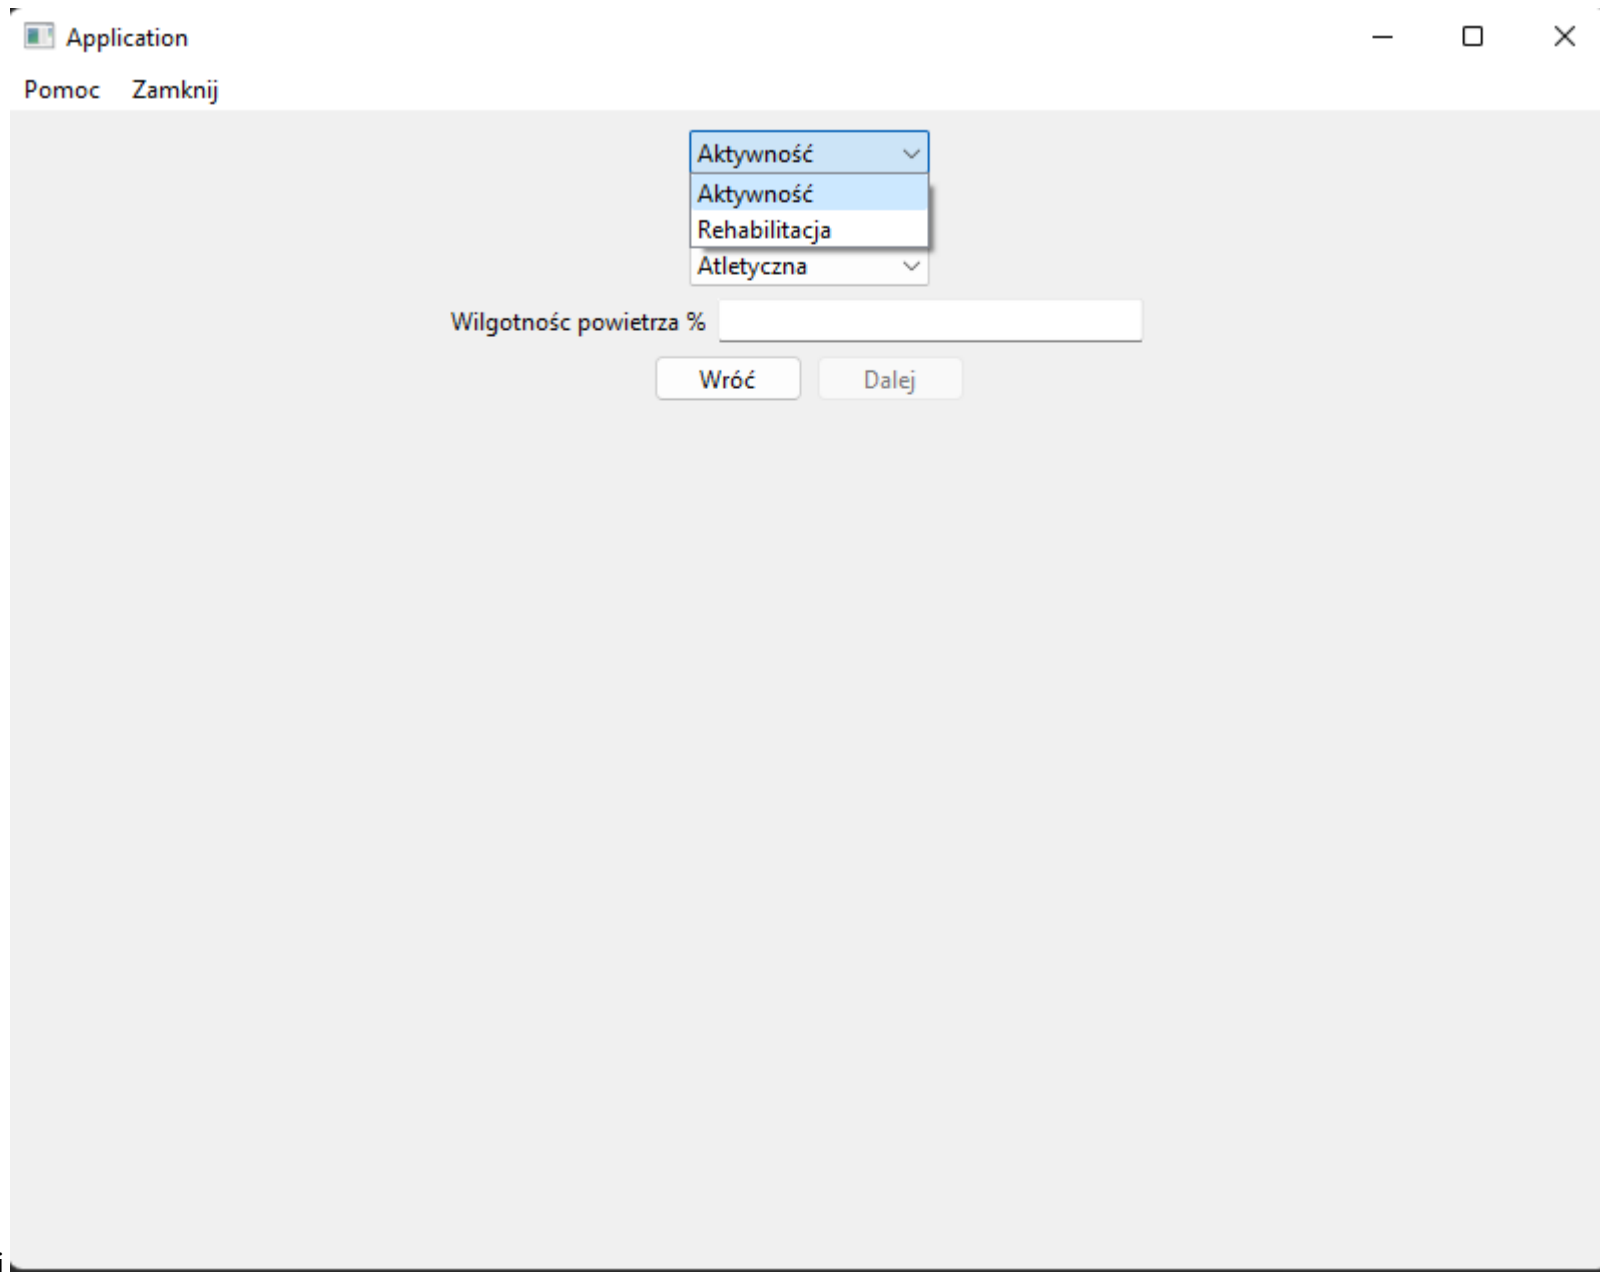 Application
Pomoc Zamknij
Aktywność
Aktywność
Rehabilitacja
Atletyczna
Wilgotnośc powietrza %
Wróć Dalej